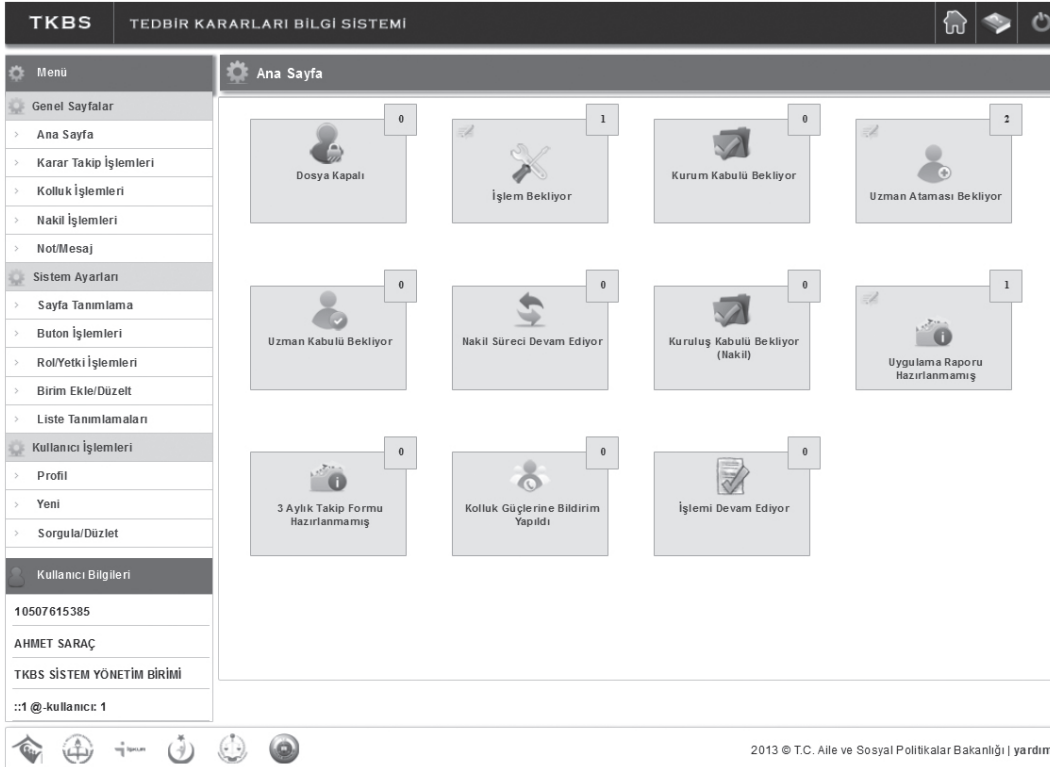 TKBS
TEDBİR KARARLARI BİLGİ SİSTEMİ
Menü
Genel Sayfalar
Ana Sayfa
Karar Takip İşlemleri
Kolluk İşlemleri
Nakil İşlemleri
Not/Mesaj
Sistem Ayarları
Sayfa Tanımlama
Buton İşlemleri
Rol/Yetki İşlemleri
Birim Ekle/Düzelt
Liste Tanımlamaları
Kullanıcı İşlemleri
Profil
Yeni
Sorgula/Düzlet
Kullanıcı Bilgileri
10507615385
AHMET SARAÇ
TKBS SİSTEM YÖNETİM BİRİMİ
::1 @-kullanıcı: 1
Ana Sayfa
0
Dosya Kapalı
1
İşlem Bekliyor
0
Kurum Kabulü Bekliyor
2
Uzman Ataması Bekliyor
0
Uzman Kabulü Bekliyor
0
Nakil Süreci Devam Ediyor
0
Kuruluş Kabulü Bekliyor
(Nakil)
1
Uygulama Raporu
Hazırlanmamış
0
3 Aylık Takip Formu
Hazırlanmamış
0
Kolluk Güçlerine Bildirim
Yapıldı
0
İşlemi Devam Ediyor
2013 © T.C. Aile ve Sosyal Politikalar Bakanlığı | yardım